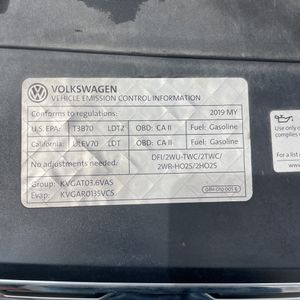 VOLKSWAGEN
VEHICLE EMISSION CONTROL INFORMATION
Conforms to regulations: 2019 MY
U.S. EPA: T3B70 LDT2 OBD: CA II Fuel: Gasoline
California: ULEV70 LDT OBD: CA II Fuel: Gasoline
No adjustments needed. DFI/2WU-TWC/2TWC/
2WR-HO2S/2HO2S
Group: KVGAT03.6VAS
Evap: KVGAR0135VCS